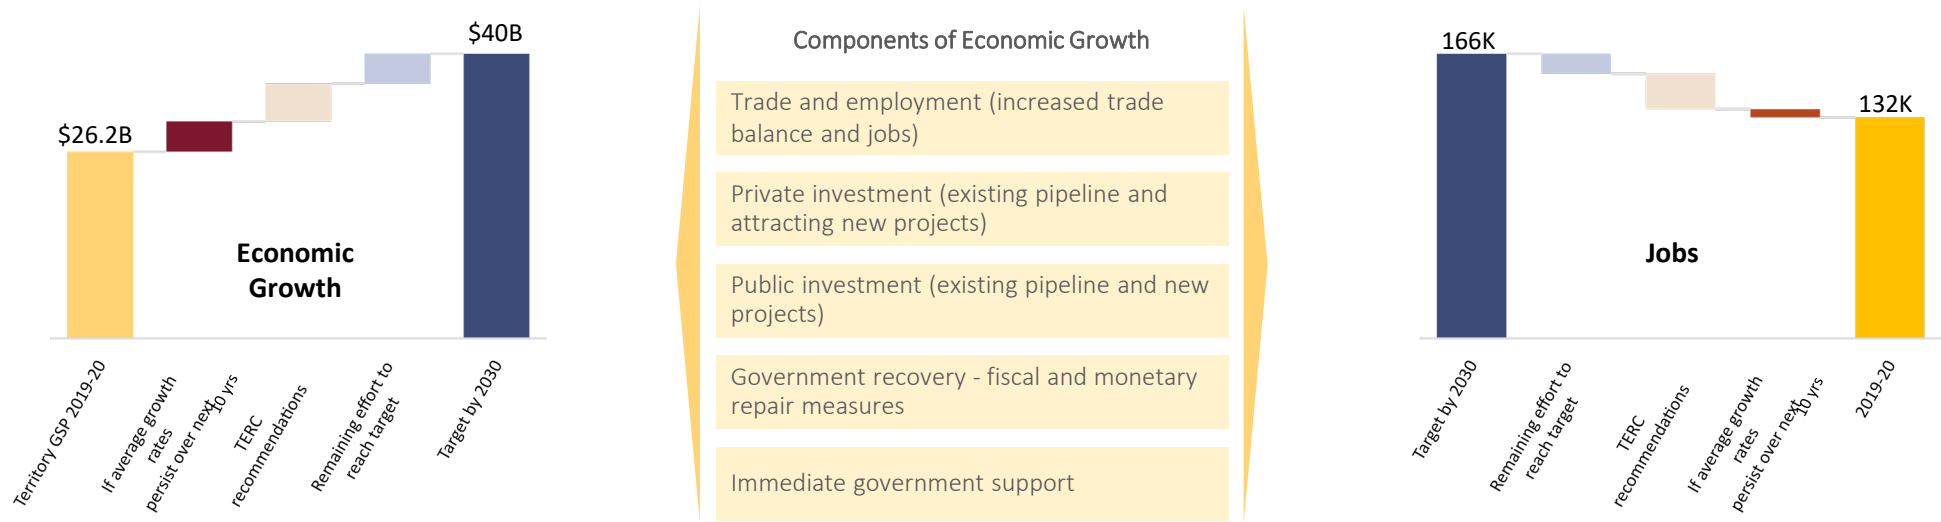 $40B
$26.2B
Economic
Growth
Territory GSP 2019-20
If average growth
rates
persist over next
10 yrs
TERC
recommendations
Remaining effort to
reach target
Target by 2030
Components of Economic Growth
Trade and employment (increased trade
balance and jobs)
Private investment (existing pipeline and
attracting new projects)
Public investment (existing pipeline and new
projects)
Government recovery - fiscal and monetary
repair measures
Immediate government support
166K
132K
Jobs
Target by 2030
Remaining effort to
reach target
TERC
recommendations
If average growth
rates
persist over next
10 yrs
2019-20